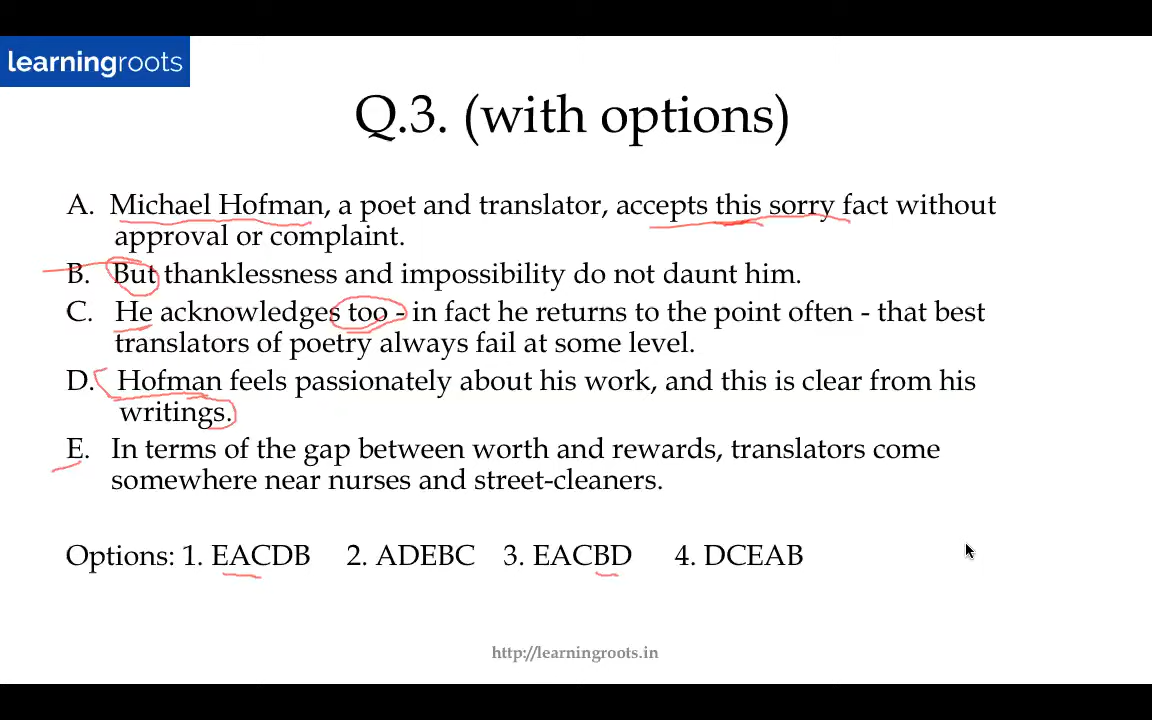 learningroots
Q.3. (with options)
A. Michael Hofman, a poet and translator, accepts this sorry fact without
approval or complaint.
B. But thanklessness and impossibility do not daunt him.
C. He acknowledges too - in fact he returns to the point often - that best
translators of poetry always fail at some level.
D. Hofman feels passionately about his work, and this is clear from his
writings.
E. In terms of the gap between worth and rewards, translators come
somewhere near nurses and street-cleaners.
Options: 1. EACDB 2. ADEBC 3. EACBD 4. DCEAB
http://learningroots.in